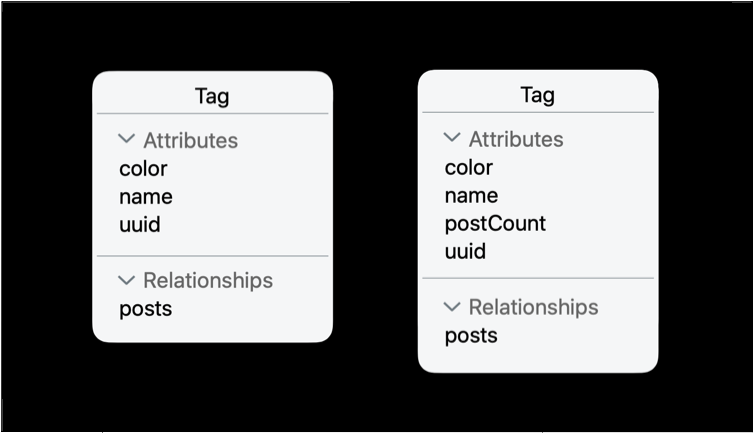 Tag
Attributes
color
name
uuid
Relationships
posts
Tag
Attributes
color
name
postCount
uuid
Relationships
posts